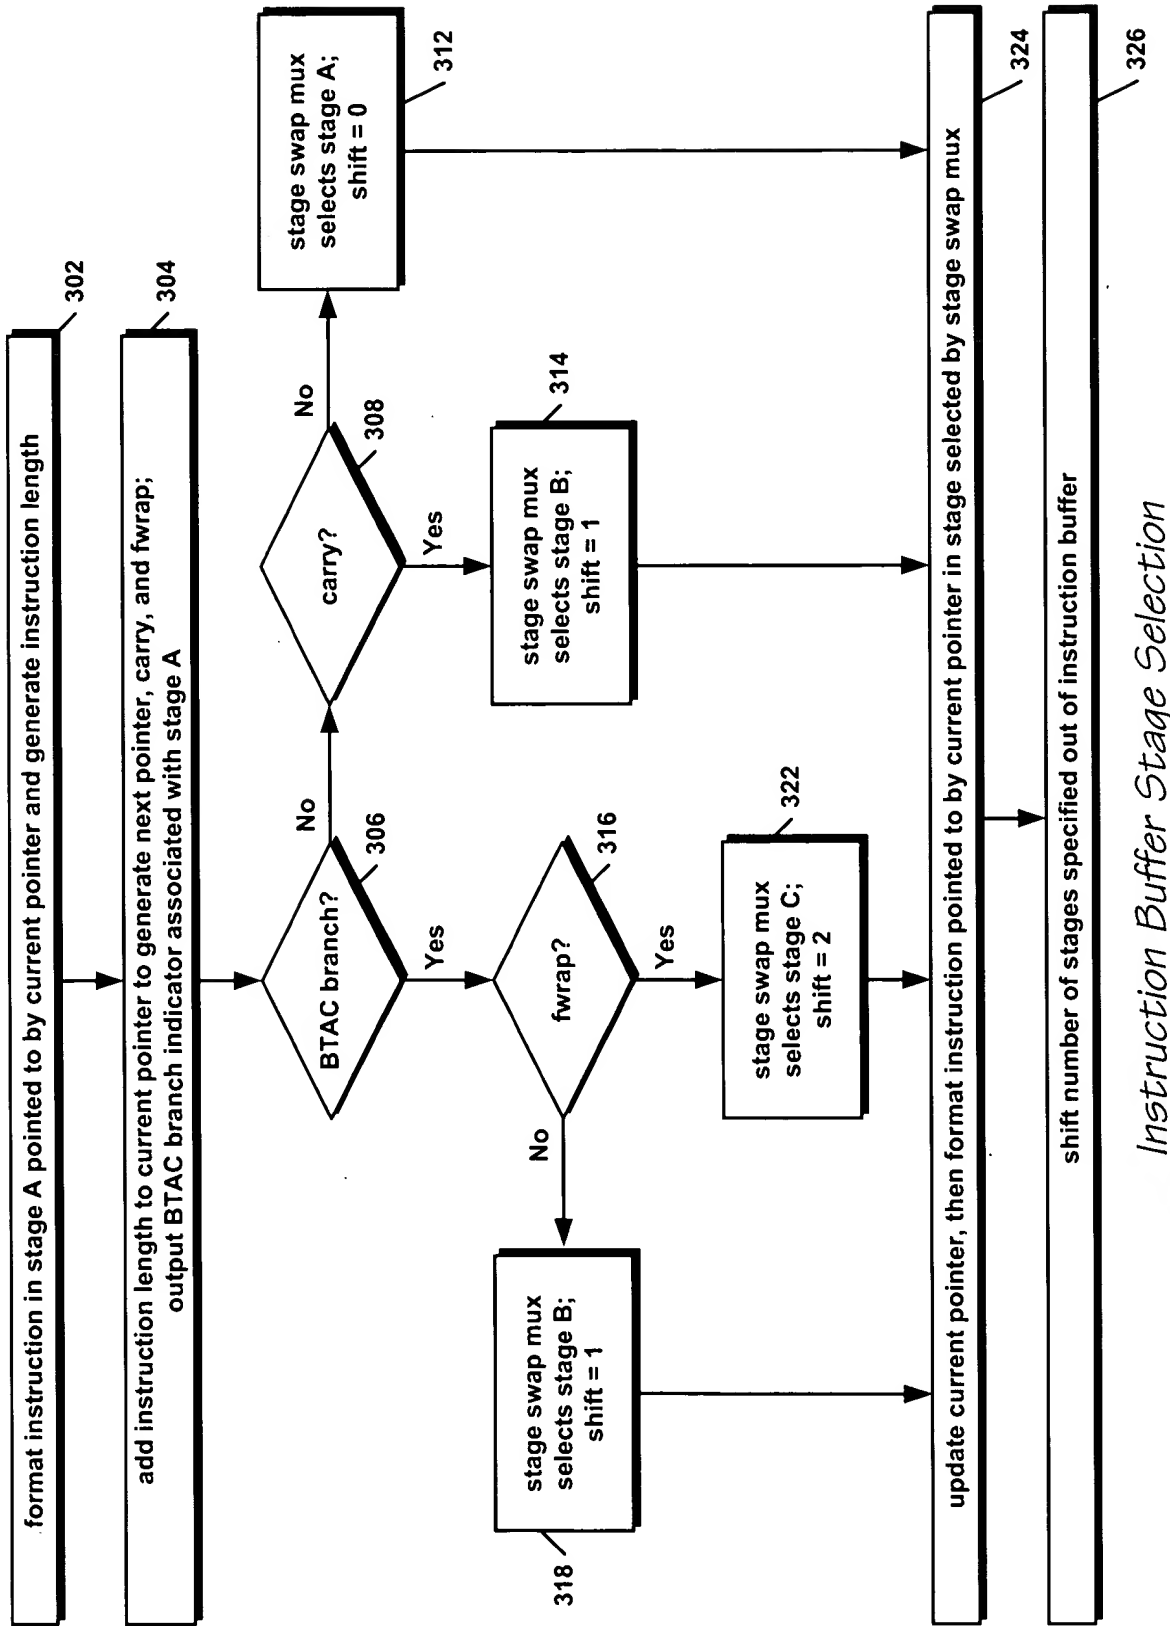 format instruction in stage A pointed to by current pointer and generate instruction length
302
add instruction length to current pointer to generate next pointer, carry, and fwrap;
output BTAC branch indicator associated with stage A
304
BTAC branch?
306
No
Yes
carry?
308
No
Yes
stage swap mux
selects stage A;
shift = 0
312
stage swap mux
selects stage B;
shift = 1
314
fwrap?
316
No
Yes
stage swap mux
selects stage B;
shift = 1
318
stage swap mux
selects stage C;
shift = 2
322
update current pointer, then format instruction pointed to by current pointer in stage selected by stage swap mux
324
shift number of stages specified out of instruction buffer
326
Instruction Buffer Stage Selection